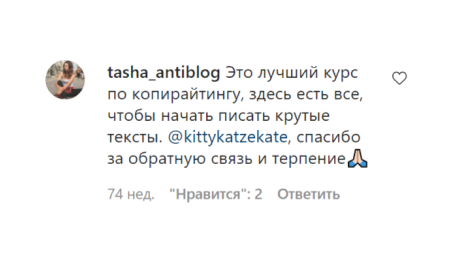 tasha_antiblog Это лучший курс
по копирайтингу, здесь есть все,
чтобы начать писать крутые
тексты. @kittykatzekate, спасибо
за обратную связь и терпение🙏🏻
74 нед. "Нравится": 2 Ответить